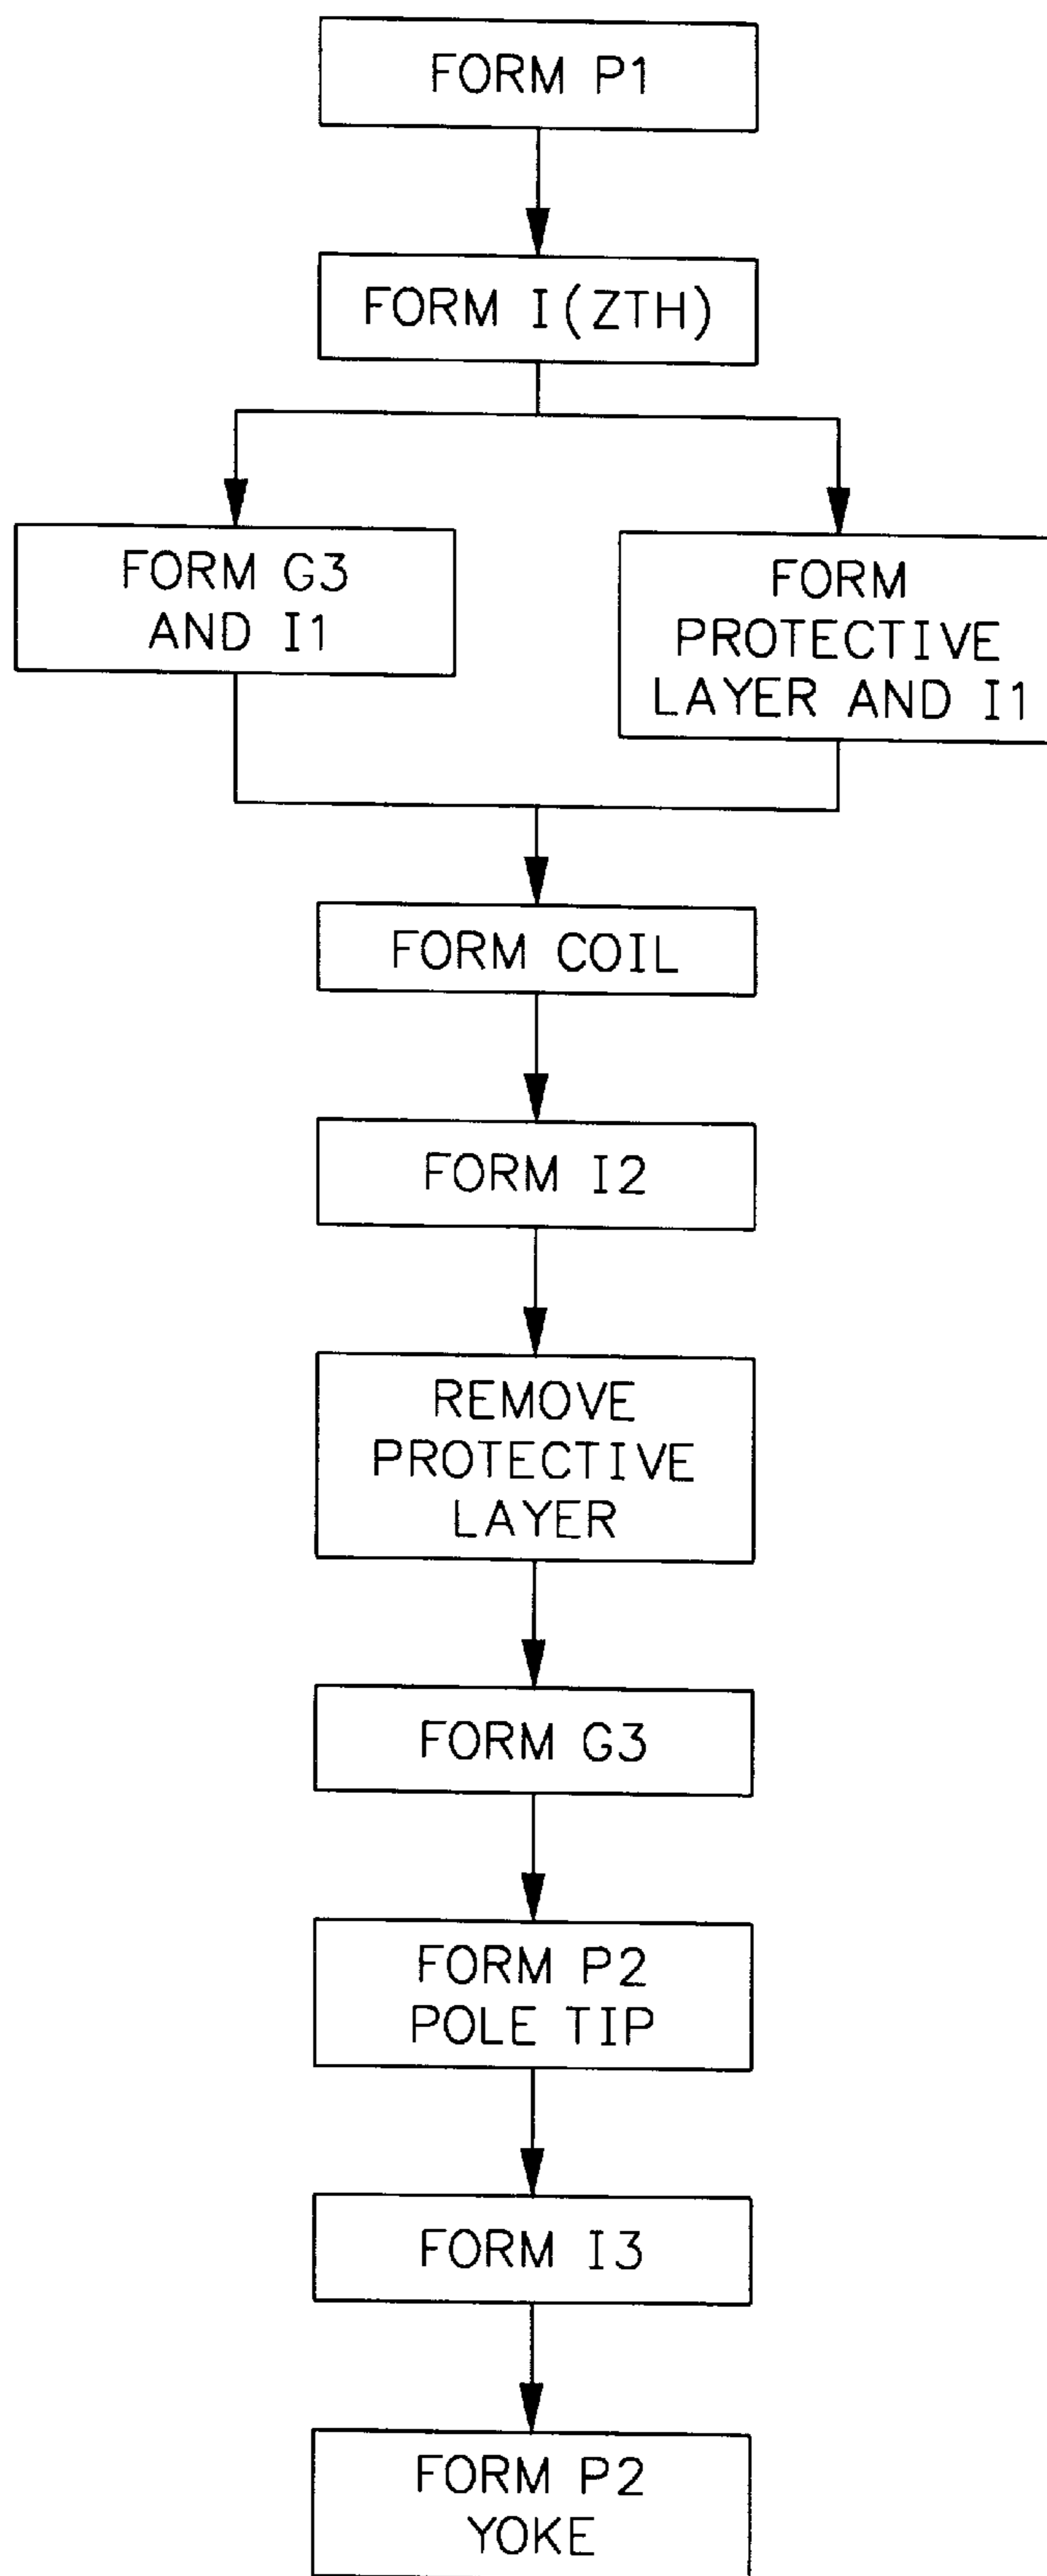 FORM P1
FORM I(ZTH)
FORM G3
AND I1
FORM
PROTECTIVE
LAYER AND I1
FORM COIL
FORM I2
REMOVE
PROTECTIVE
LAYER
FORM G3
FORM P2
POLE TIP
FORM I3
FORM P2
YOKE